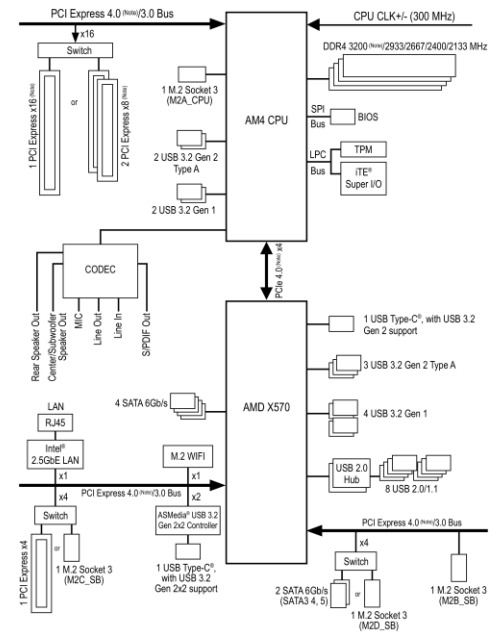 PCI Express 4.0 (Note)/3.0 Bus
CPU CLK+/- (300 MHz)
x16
Switch
DDR4 3200 (Note)/2933/2667/2400/2133 MHz
1 PCI Express x16 (Note)
or
2 PCI Express x8 (Note)
1 M.2 Socket 3
(M2A_CPU)
AM4 CPU
SPI
Bus
BIOS
2 USB 3.2 Gen 2
Type A
LPC
Bus
TPM
iTE®
Super I/O
2 USB 3.2 Gen 1
PCIe 4.0 (Note) x4
CODEC
Rear Speaker Out
Center/Subwoofer
Speaker Out
MIC
Line Out
Line In
S/PDIF Out
1 USB Type-C®, with USB 3.2
Gen 2 support
3 USB 3.2 Gen 2 Type A
4 SATA 6Gb/s
AMD X570
4 USB 3.2 Gen 1
LAN
RJ45
Intel®
2.5GbE LAN
M.2 WIFI
USB 2.0
Hub
8 USB 2.0/1.1
x1
x1
PCI Express 4.0 (Note)/3.0 Bus
x4
x2
Switch
ASMedia® USB 3.2
Gen 2x2 Controller
PCI Express 4.0 (Note)/3.0 Bus
x4
Switch
1 PCI Express x4
or
1 M.2 Socket 3
(M2C_SB)
1 USB Type-C®,
with USB 3.2
Gen 2x2 support
2 SATA 6Gb/s
(SATA3 4, 5)
or
1 M.2 Socket 3
(M2D_SB)
1 M.2 Socket 3
(M2B_SB)